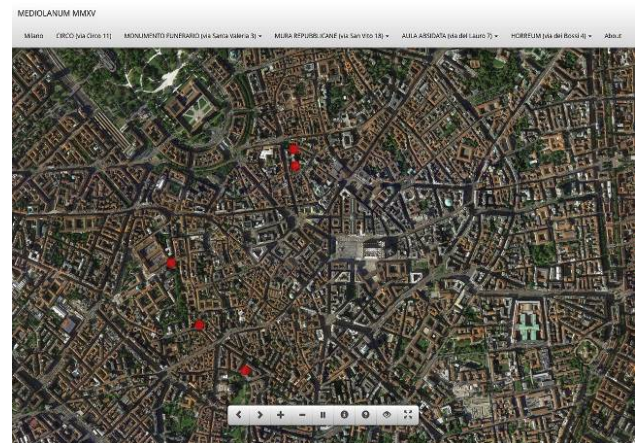 MEDIOLANUM MMXV
Milano CIRCO (via Circo 11) MONUMENTO FUNERARIO (via Santa Valeria 3) MURA REPUBBLICANE (via San Vito 18) AULA ABSIDATA (via del Lauro 7) HORREUM (via dei Bossi 4) About